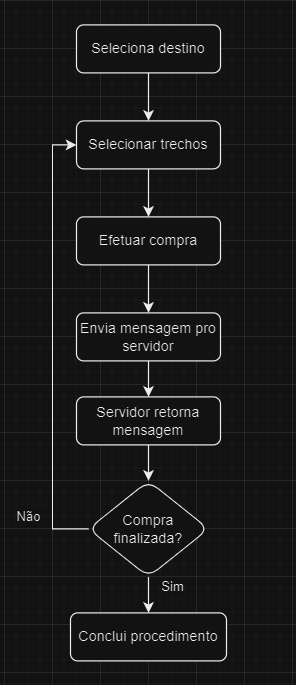 Seleciona destino
Selecionar trechos
Efetuar compra
Envia mensagem pro
servidor
Servidor retorna
mensagem
Compra
finalizada?
Não
Sim
Conclui procedimento